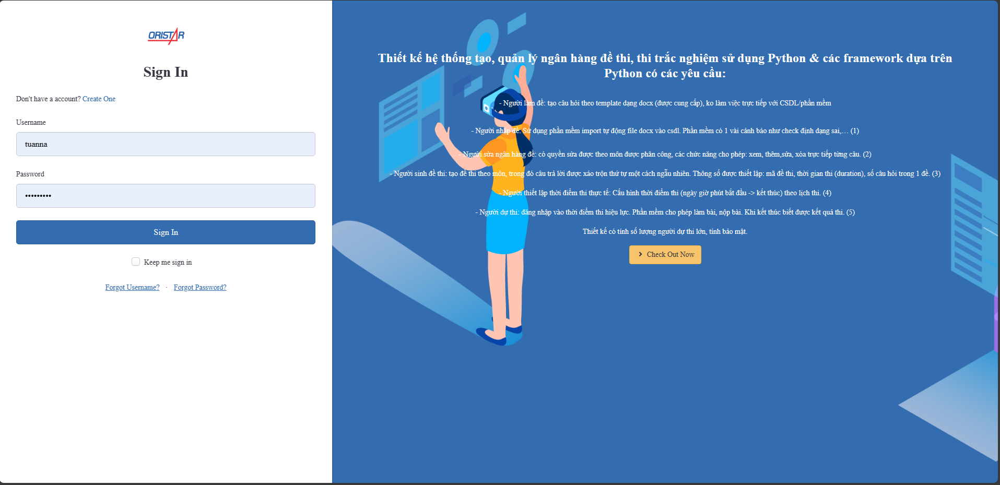 ORISTAR
Sign In
Don't have a account? Create One
Username
tuanna
Password
•••••••••
Sign In
Keep me sign in
Forgot Username? · Forgot Password?
Thiết kế hệ thống tạo, quản lý ngân hàng đề thi, thi trắc nghiệm sử dụng Python & các framework dựa trên
Python có các yêu cầu:
- Người làm đề: tạo câu hỏi theo template dạng docx (được cung cấp), ko làm việc trực tiếp với CSDL/phần mềm
- Người nhập đề: Sử dụng phần mềm import tự động file docx vào csdl. Phần mềm có 1 vài cảnh báo như check định dạng sai,… (1)
- Người sửa ngân hàng đề: có quyền sửa được theo môn được phân công, các chức năng cho phép: xem, thêm,sửa, xóa trực tiếp từng câu. (2)
- Người sinh đề thi: tạo đề thi theo môn, trong đó câu trả lời được xáo trộn thứ tự một cách ngẫu nhiên. Thông số được thiết lập: mã đề thi, thời gian thi (duration), số câu hỏi trong 1 đề. (3)
- Người thiết lập thời điểm thi thực tế: Cấu hình thời điểm thi (ngày giờ phút bắt đầu -> kết thúc) theo lịch thi. (4)
- Người dự thi: đăng nhập vào thời điểm thi hiệu lực. Phần mềm cho phép làm bài, nộp bài. Khi kết thúc biết được kết quả thi. (5)
Thiết kế có tính số lượng người dự thi lớn, tính bảo mật.
Check Out Now